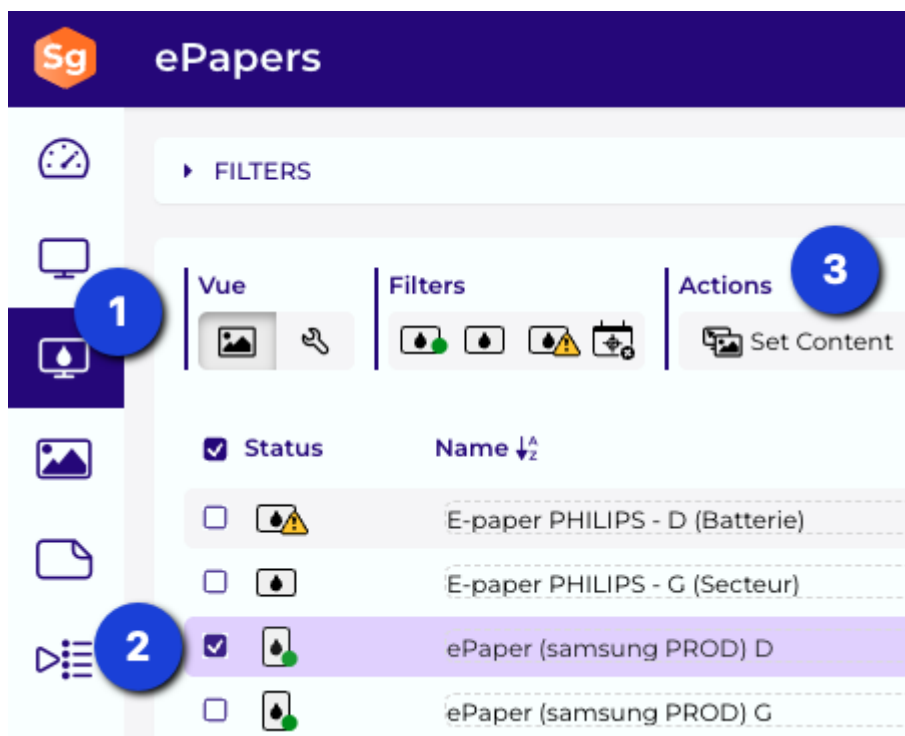 Sg ePapers
FILTERS
1
Vue Filters Actions 3
Set Content
Status Name AZ
E-paper PHILIPS - D (Batterie)
E-paper PHILIPS - G (Secteur)
2 ePaper (samsung PROD) D
ePaper (samsung PROD) G